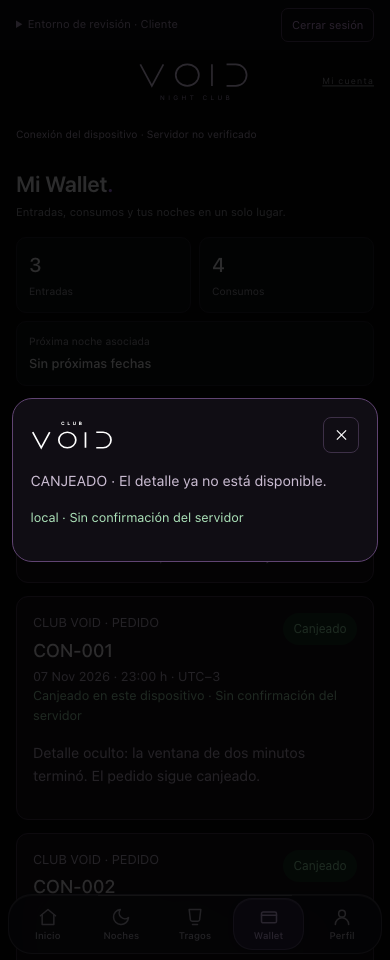 ▶ Entorno de revisión · Cliente
Cerrar sesión
VOID
NIGHT CLUB
Mi cuenta
Conexión del dispositivo · Servidor no verificado
Mi Wallet.
Entradas, consumos y tus noches en un solo lugar.
3
Entradas
4
Consumos
Próxima noche asociada
Sin próximas fechas
CLUB
VOID
CANJEADO · El detalle ya no está disponible.
local · Sin confirmación del servidor
CLUB VOID · PEDIDO
Canjeado
CON-001
07 Nov 2026 · 23:00 h · UTC−3
Canjeado en este dispositivo · Sin confirmación del
servidor
Detalle oculto: la ventana de dos minutos
terminó. El pedido sigue canjeado.
CLUB VOID · PEDIDO
Canjeado
CON-002
Inicio
Noches
Tragos
Wallet
Perfil